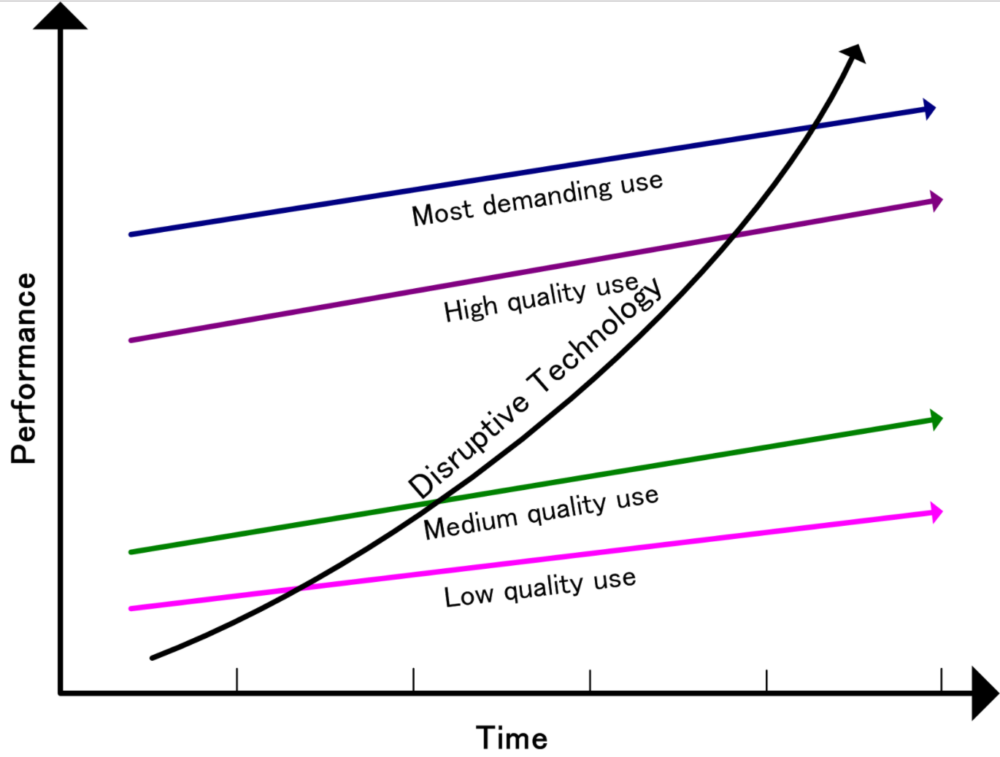 Most demanding use
High quality use
Disruptive Technology
Medium quality use
Low quality use
Performance
Time